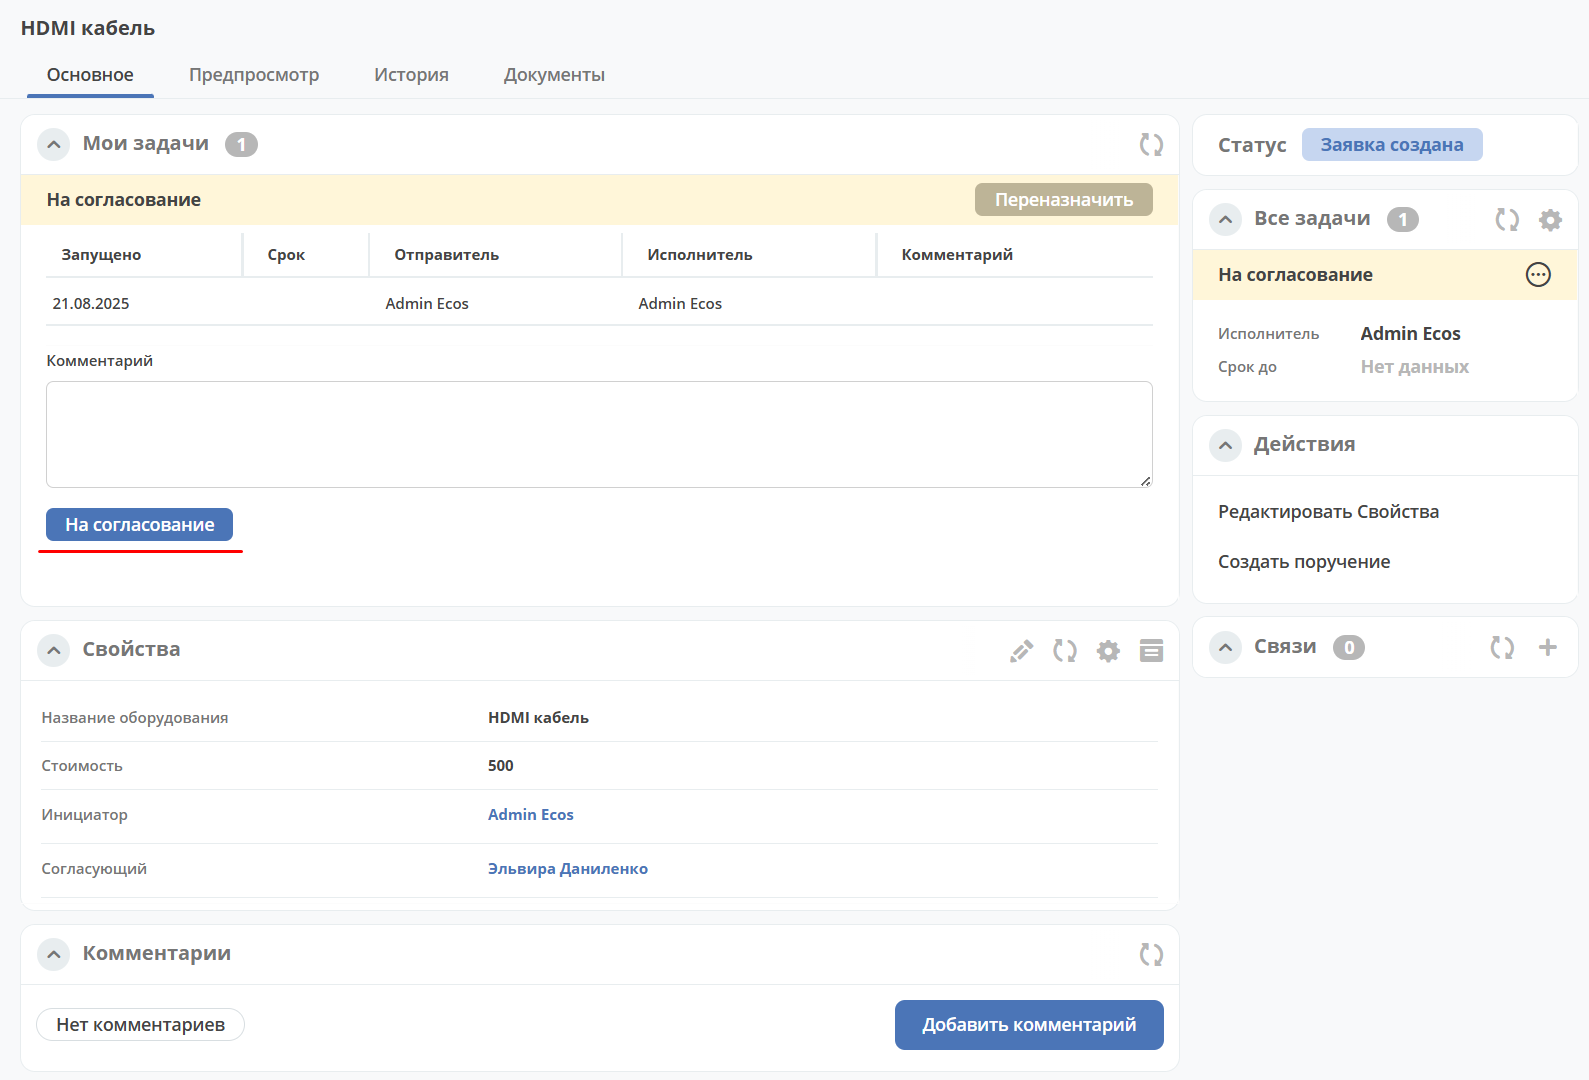 HDMI кабель
Основное Предпросмотр История Документы
Мои задачи 1
На согласование Переназначить
Запущено Срок Отправитель Исполнитель Комментарий
21.08.2025 Admin Ecos Admin Ecos
Комментарий
На согласование
Свойства
Название оборудования HDMI кабель
Стоимость 500
Инициатор Admin Ecos
Согласующий Эльвира Даниленко
Комментарии
Нет комментариев Добавить комментарий
Статус Заявка создана
Все задачи 1
На согласование
Исполнитель Admin Ecos
Срок до Нет данных
Действия
Редактировать Свойства
Создать поручение
Связи 0